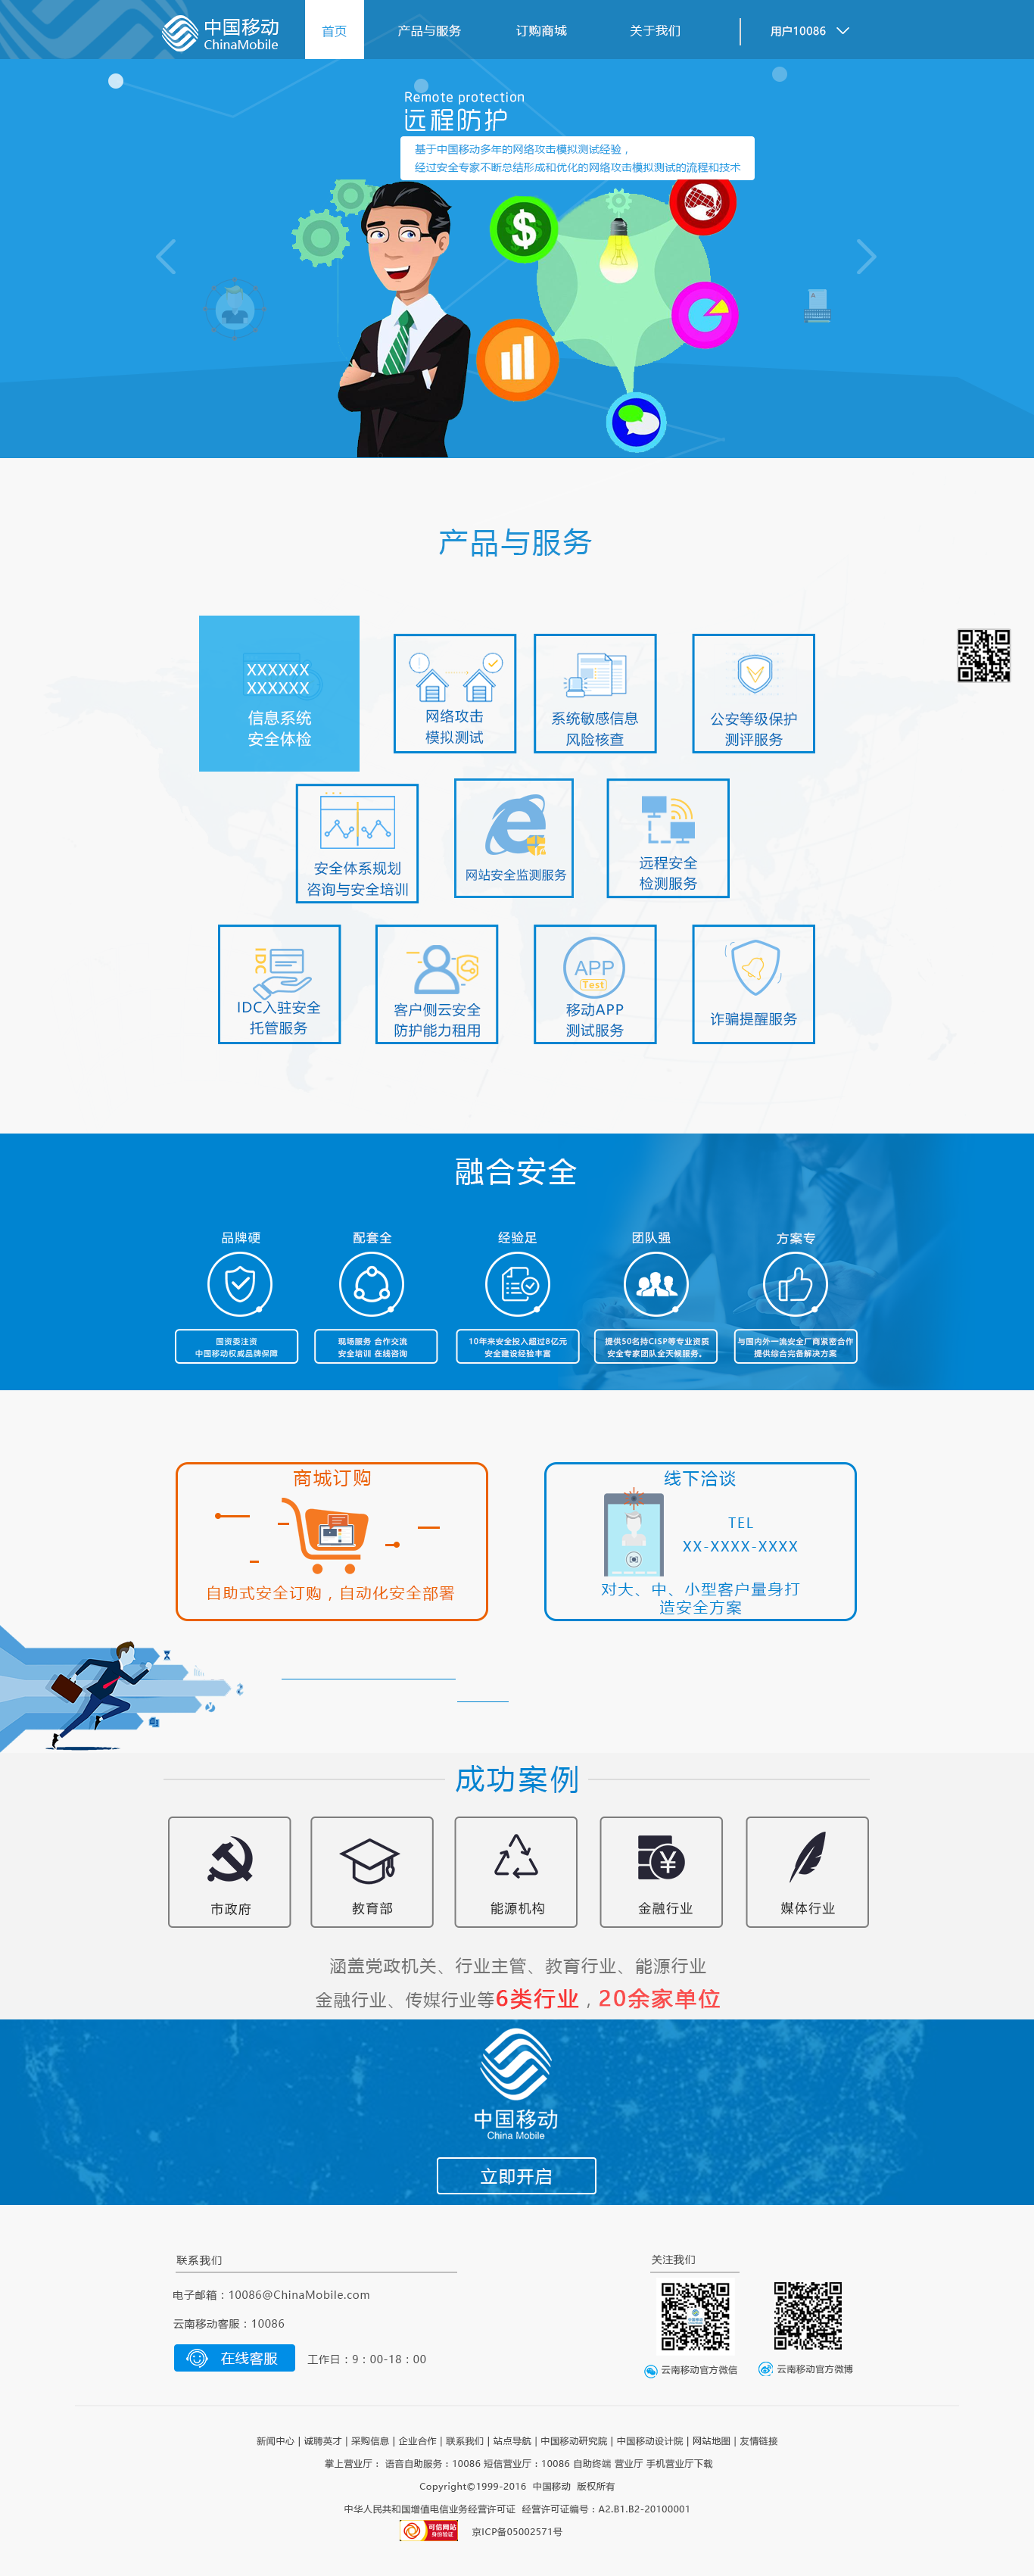 中国移动
ChinaMobile
首页
产品与服务
订购商城
关于我们
用户10086
Remote protection
远程防护
基于中国移动多年的网络攻击模拟测试经验，
经过安全专家不断总结形成和优化的网络攻击模拟测试的流程和技术
产品与服务
XXXXXX
XXXXXX
信息系统
安全体检
网络攻击
模拟测试
系统敏感信息
风险核查
公安等级保护
测评服务
安全体系规划
咨询与安全培训
网站安全监测服务
远程安全
检测服务
IDC
IDC入驻安全
托管服务
客户侧云安全
防护能力租用
APP
Test
移动APP
测试服务
诈骗提醒服务
融合安全
品牌硬
配套全
经验足
团队强
方案专
国资委注资
中国移动权威品牌保障
现场服务 合作交流
安全培训 在线咨询
10年来安全投入超过8亿元
安全建设经验丰富
提供50名持CISP等专业资质
安全专家团队全天候服务。
与国内外一流安全厂商紧密合作
提供综合完备解决方案
商城订购
自助式安全订购，自动化安全部署
线下洽谈
TEL
XX-XXXX-XXXX
对大、中、小型客户量身打
造安全方案
成功案例
市政府
教育部
能源机构
金融行业
媒体行业
涵盖党政机关、行业主管、教育行业、能源行业
金融行业、传媒行业等6类行业，20余家单位
中国移动
China Mobile
立即开启
联系我们
电子邮箱：10086@ChinaMobile.com
云南移动客服：10086
在线客服
工作日：9：00-18：00
关注我们
云南移动官方微信
云南移动官方微博
新闻中心 | 诚聘英才 | 采购信息 | 企业合作 | 联系我们 | 站点导航 | 中国移动研究院 | 中国移动设计院 | 网站地图 | 友情链接
掌上营业厅： 语音自助服务：10086 短信营业厅：10086 自助终端 营业厅 手机营业厅下载
Copyright©1999-2016 中国移动 版权所有
中华人民共和国增值电信业务经营许可证 经营许可证编号：A2.B1.B2-20100001
可信网站
身份验证
京ICP备05002571号